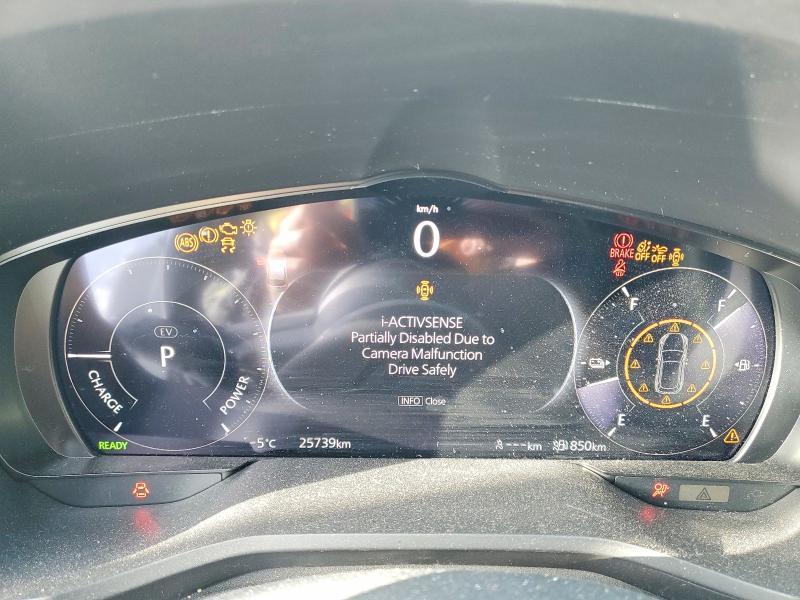 km/h
0
ABS
BRAKE
OFF OFF
i-ACTIVSENSE
Partially Disabled Due to
Camera Malfunction
Drive Safely
INFO Close
EV
P
CHARGE
POWER
F
F
E
E
READY
-5°C
25739km
---km
850km